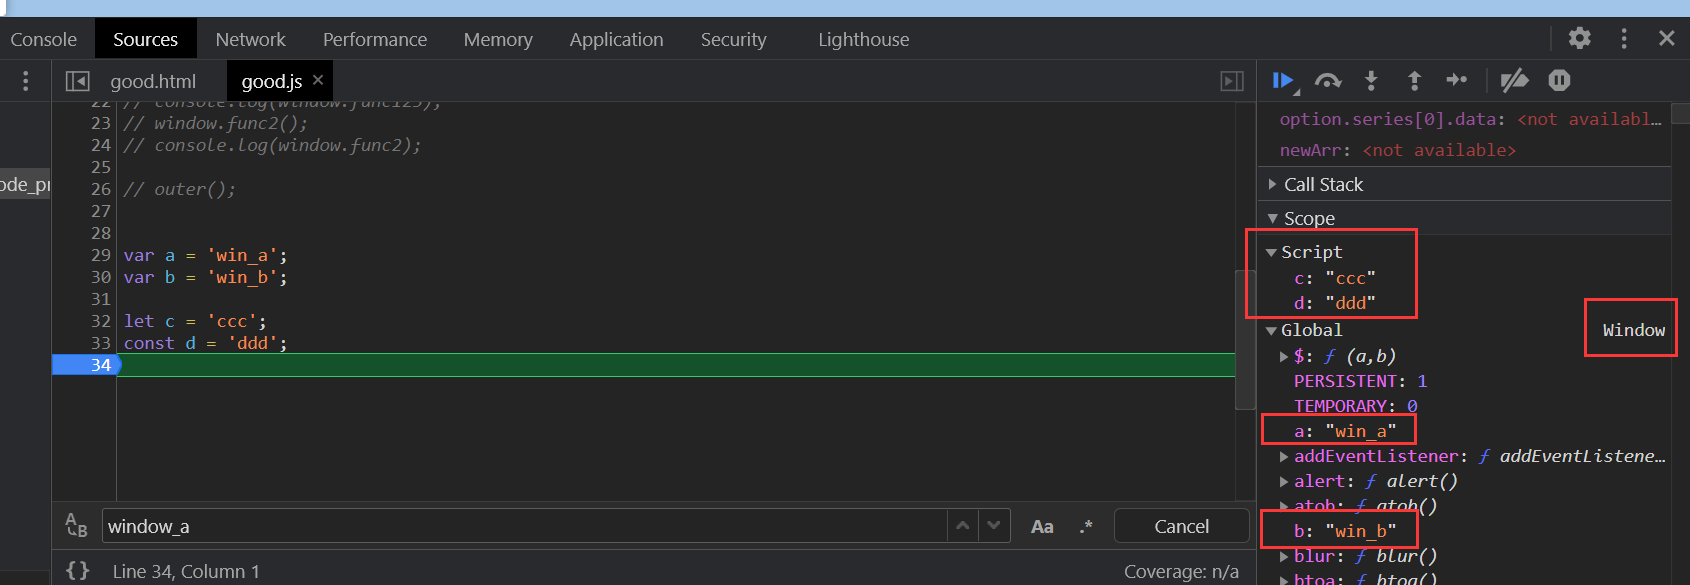 Console Sources Network Performance Memory Application Security Lighthouse
good.html good.js ×
22 // console.log(window.func123);
23 // window.func2();
24 // console.log(window.func2);
25
26 // outer();
27
28
29 var a = 'win_a';
30 var b = 'win_b';
31
32 let c = 'ccc';
33 const d = 'ddd';
34
ode_pr
window_a
Aa .* Cancel
{} Line 34, Column 1
Coverage: n/a
option.series[0].data: <not availabl…
newArr: <not available>
Call Stack
Scope
Script
c: "ccc"
d: "ddd"
Global Window
$: ƒ (a,b)
PERSISTENT: 1
TEMPORARY: 0
a: "win_a"
addEventListener: ƒ addEventListene…
alert: ƒ alert()
atob: ƒ atob()
b: "win_b"
blur: ƒ blur()
btoa: ƒ btoa()